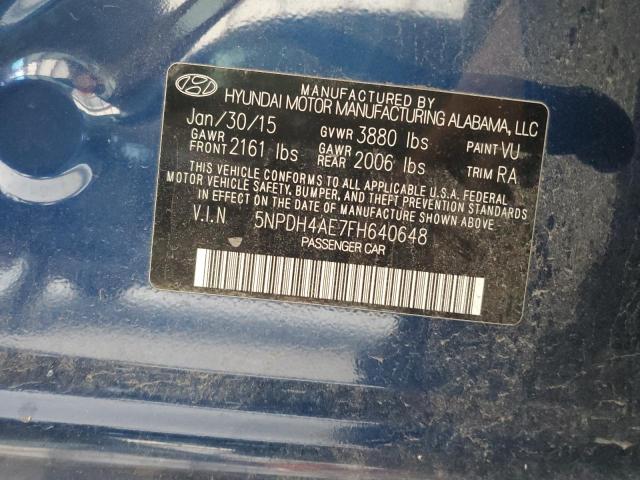 MANUFACTURED BY
HYUNDAI MOTOR MANUFACTURING ALABAMA, LLC
Jan/30/15 GVWR 3880 lbs PAINT VU
GAWR FRONT 2161 lbs GAWR REAR 2006 lbs TRIM RA
THIS VEHICLE CONFORMS TO ALL APPLICABLE U.S.A. FEDERAL
MOTOR VEHICLE SAFETY, BUMPER, AND THEFT PREVENTION STANDARDS
IN EFFECT ON THE DATE OF MANUFACTURE SHOWN ABOVE.
V.I.N 5NPDH4AE7FH640648
PASSENGER CAR